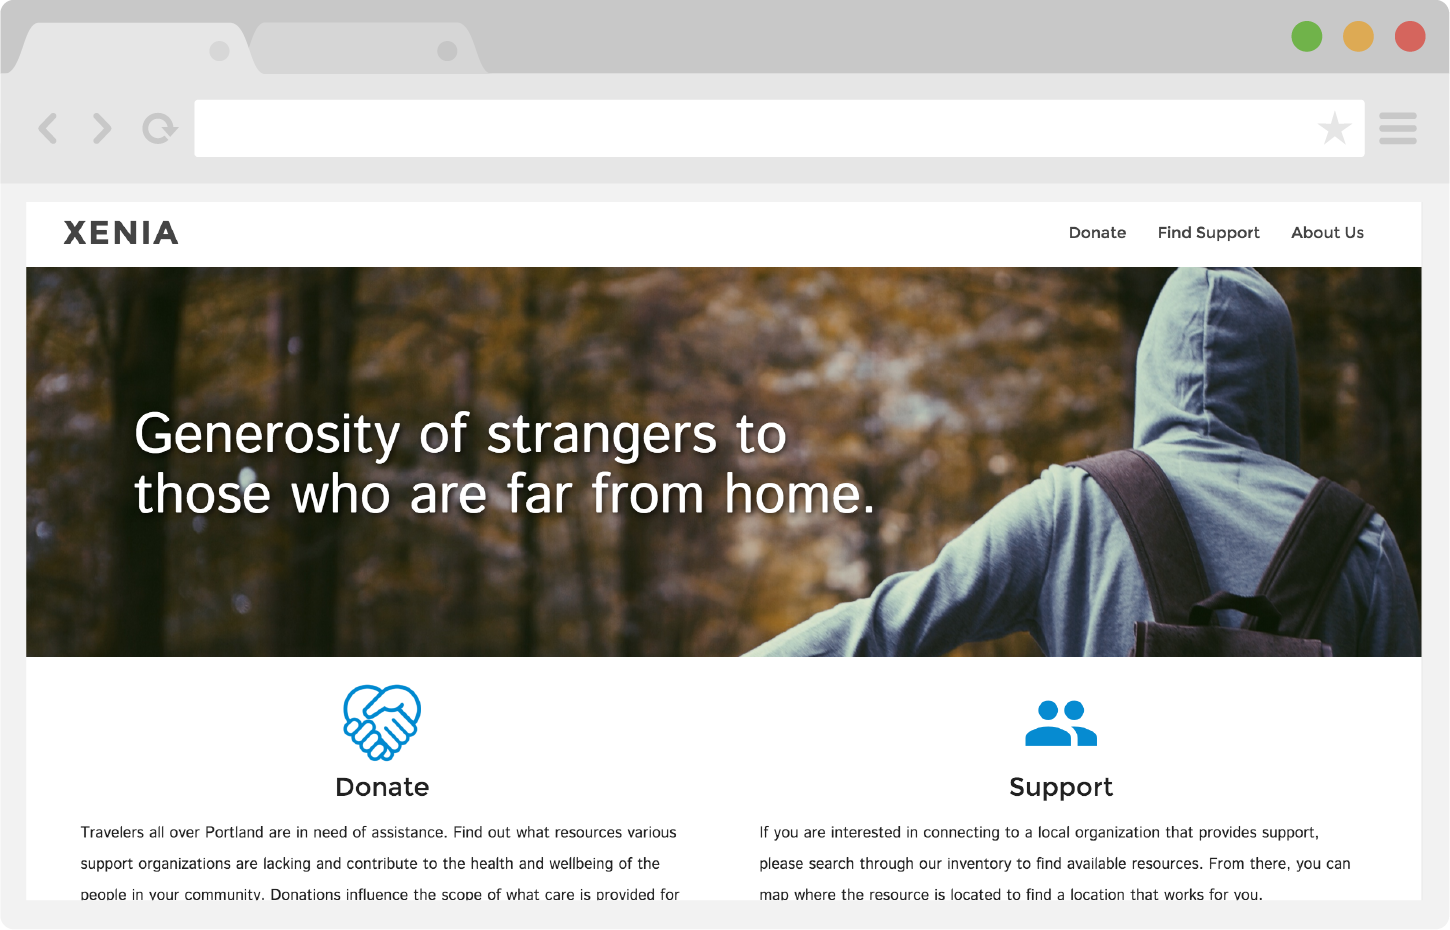 XENIA
Donate Find Support About Us
Generosity of strangers to
those who are far from home.
Donate
Travelers all over Portland are in need of assistance. Find out what resources various
support organizations are lacking and contribute to the health and wellbeing of the
people in your community. Donations influence the scope of what care is provided for
Support
If you are interested in connecting to a local organization that provides support,
please search through our inventory to find available resources. From there, you can
map where the resource is located to find a location that works for you.